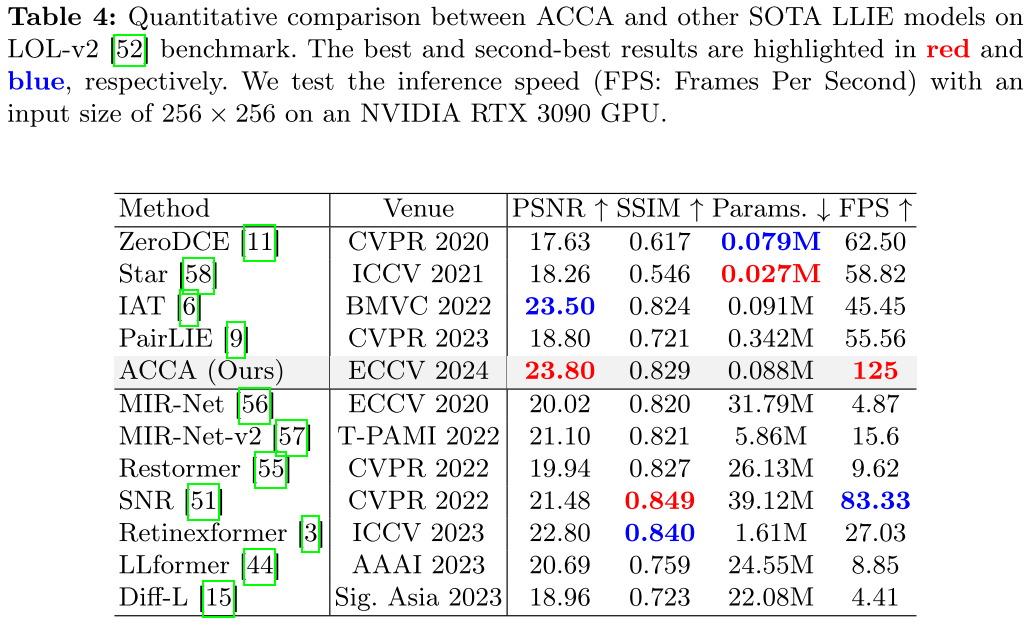 Table 4: Quantitative comparison between ACCA and other SOTA LLIE models on
LOL-v2 [52] benchmark. The best and second-best results are highlighted in red and
blue, respectively. We test the inference speed (FPS: Frames Per Second) with an
input size of 256 × 256 on an NVIDIA RTX 3090 GPU.
Method Venue PSNR ↑ SSIM ↑ Params. ↓ FPS ↑
ZeroDCE [11] CVPR 2020 17.63 0.617 0.079M 62.50
Star [58] ICCV 2021 18.26 0.546 0.027M 58.82
IAT [6] BMVC 2022 23.50 0.824 0.091M 45.45
PairLIE [9] CVPR 2023 18.80 0.721 0.342M 55.56
ACCA (Ours) ECCV 2024 23.80 0.829 0.088M 125
MIR-Net [56] ECCV 2020 20.02 0.820 31.79M 4.87
MIR-Net-v2 [57] T-PAMI 2022 21.10 0.821 5.86M 15.6
Restormer [55] CVPR 2022 19.94 0.827 26.13M 9.62
SNR [51] CVPR 2022 21.48 0.849 39.12M 83.33
Retinexformer [3] ICCV 2023 22.80 0.840 1.61M 27.03
LLformer [44] AAAI 2023 20.69 0.759 24.55M 8.85
Diff-L [15] Sig. Asia 2023 18.96 0.723 22.08M 4.41